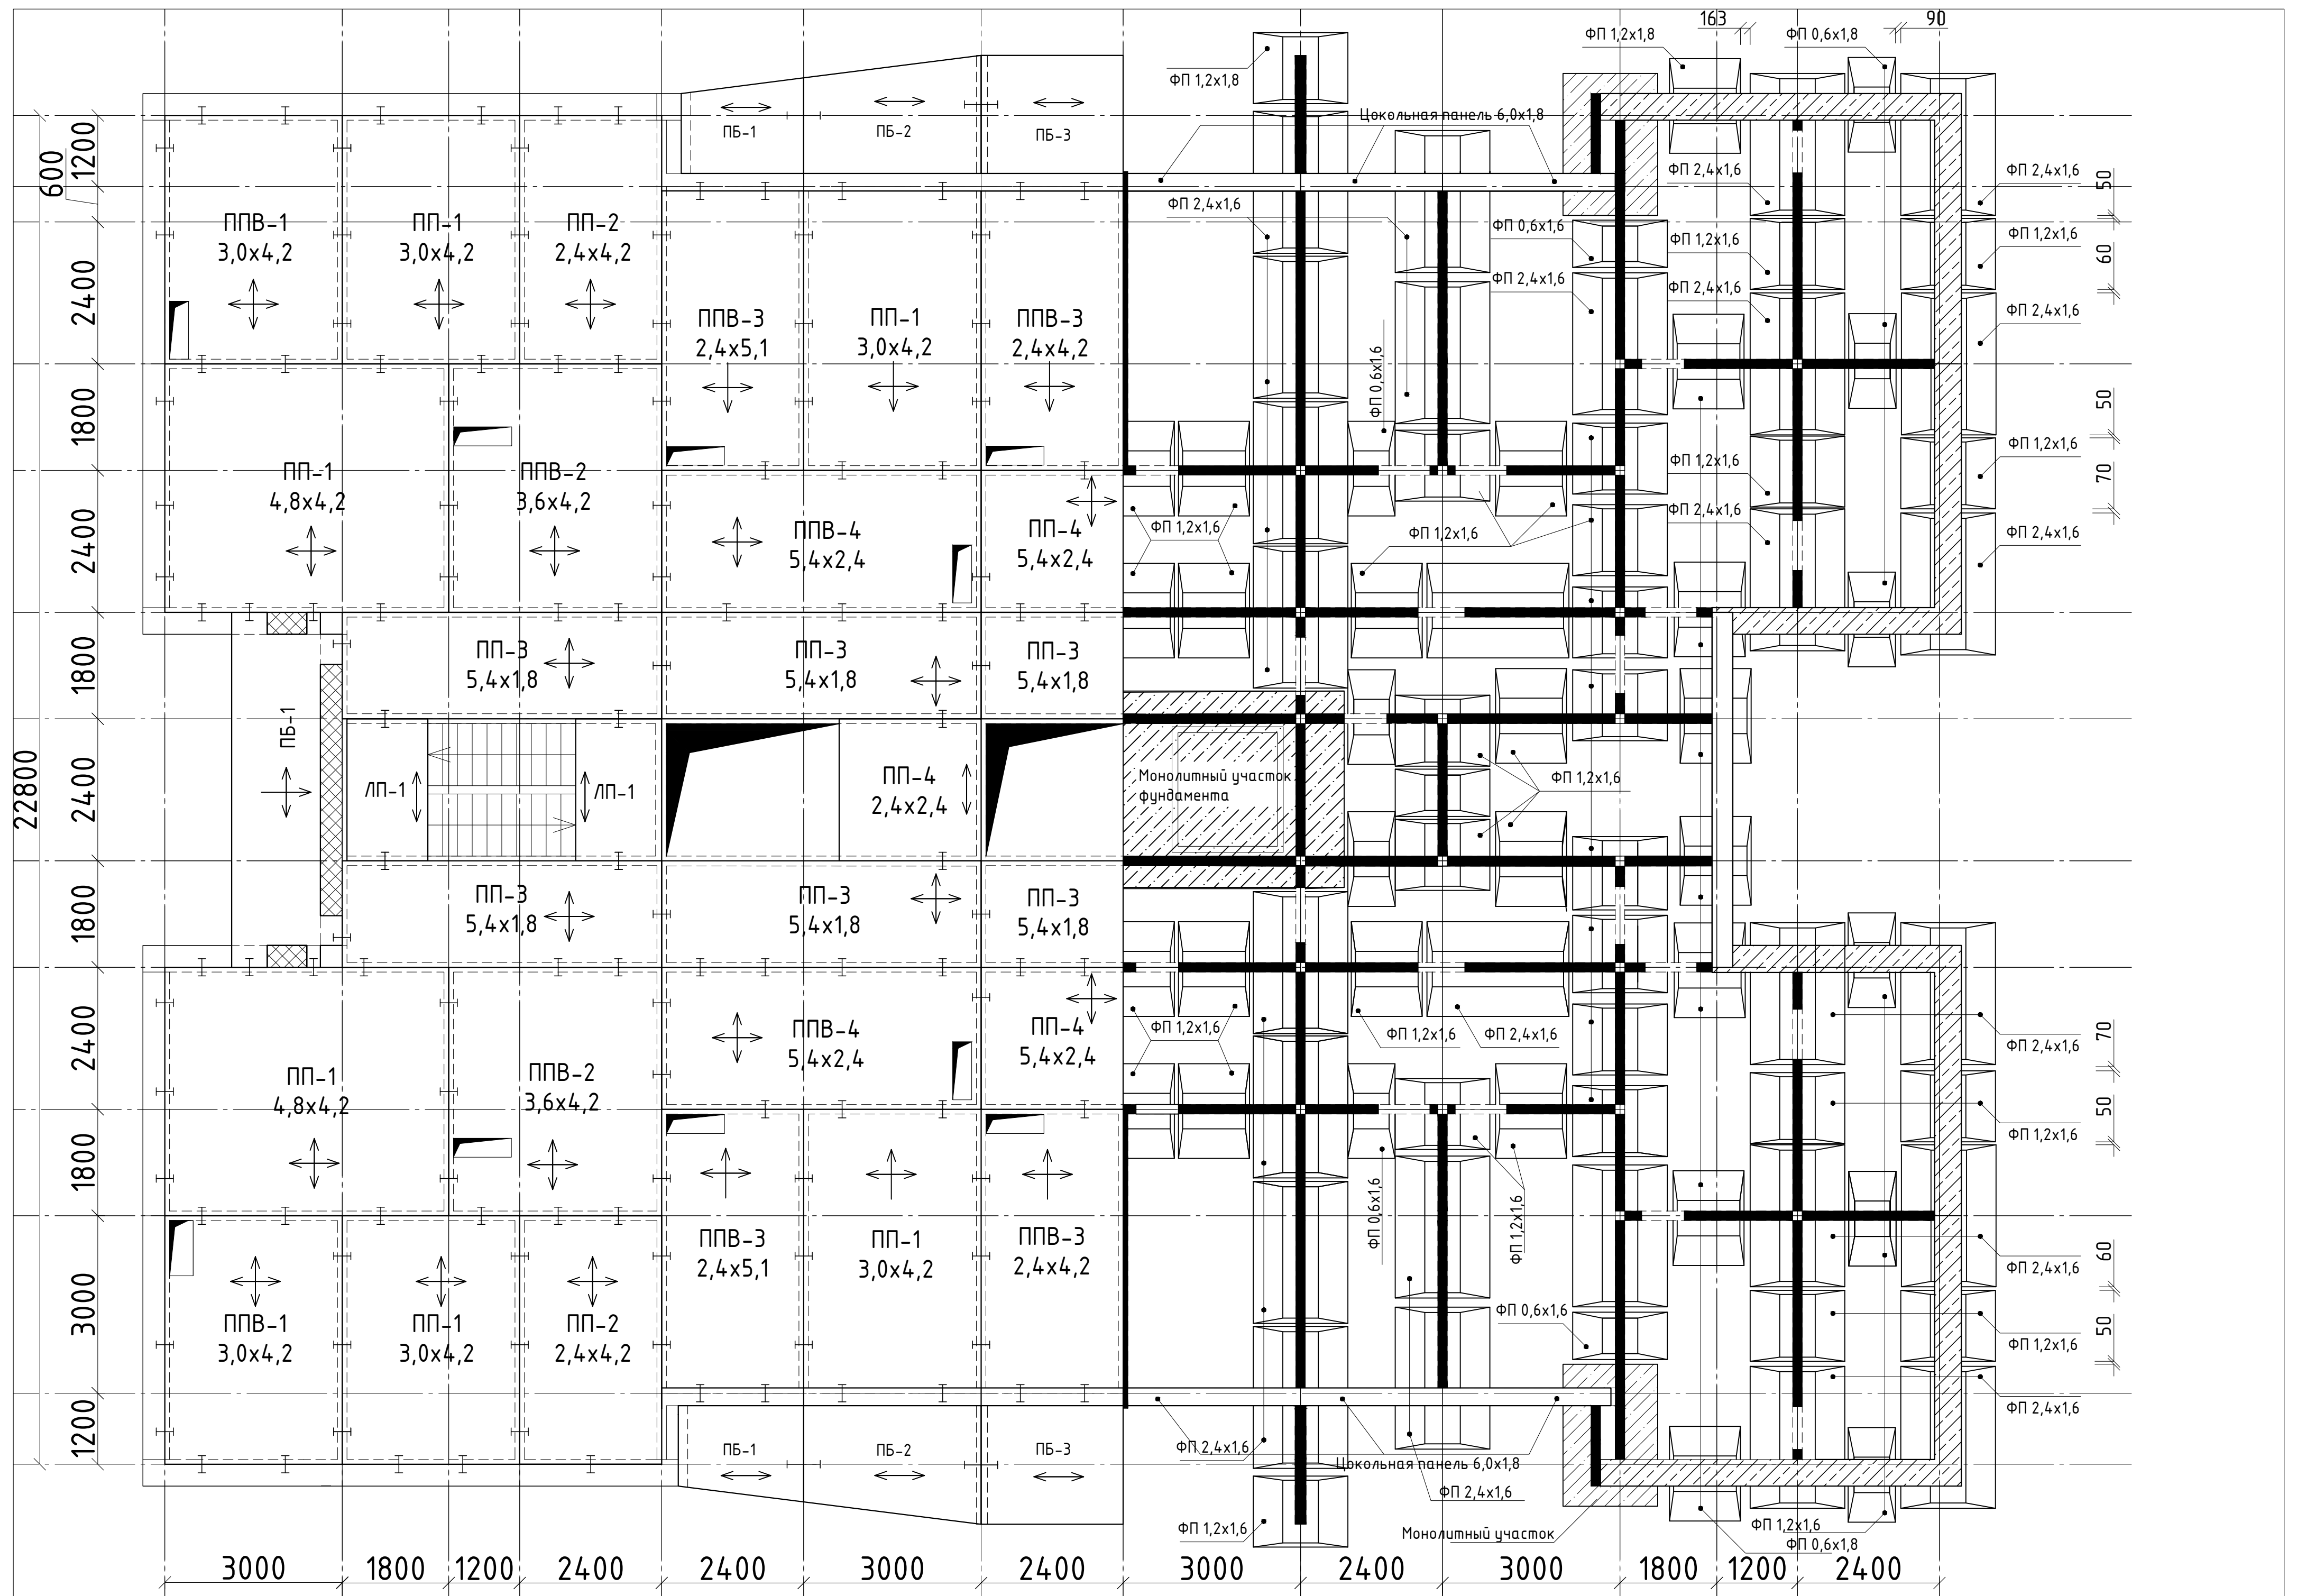 163
90
ФП 1,2х1,8
ФП 0,6х1,8
ФП 1,2х1,8
1200
600
ПБ-1
ПБ-2
ПБ-3
Цокольная панель 6,0х1,8
ФП 2,4х1,6
ФП 2,4х1,6
50
ФП 2,4х1,6
ППВ-1
3,0х4,2
ПП-1
3,0х4,2
ПП-2
2,4х4,2
ФП 0,6х1,6
ФП 1,2х1,6
ФП 1,2х1,6
60
2400
ФП 2,4х1,6
ФП 2,4х1,6
ФП 2,4х1,6
ППВ-3
2,4х5,1
ПП-1
3,0х4,2
ППВ-3
2,4х4,2
ФП 0,6х1,6
1800
50
ФП 1,2х1,6
ФП 1,2х1,6
70
ПП-1
4,8х4,2
ППВ-2
3,6х4,2
2400
ППВ-4
5,4х2,4
ПП-4
5,4х2,4
ФП 1,2х1,6
ФП 1,2х1,6
ФП 2,4х1,6
ФП 2,4х1,6
1800
ПП-3
5,4х1,8
ПП-3
5,4х1,8
ПП-3
5,4х1,8
ПБ-1
22800
2400
ЛП-1
ЛП-1
ПП-4
2,4х2,4
Монолитный участок
фундамента
ФП 1,2х1,6
1800
ПП-3
5,4х1,8
ПП-3
5,4х1,8
ПП-3
5,4х1,8
2400
ППВ-4
5,4х2,4
ПП-4
5,4х2,4
ФП 1,2х1,6
ФП 1,2х1,6
ФП 2,4х1,6
ФП 2,4х1,6
70
ПП-1
4,8х4,2
ППВ-2
3,6х4,2
50
ФП 1,2х1,6
1800
ФП 0,6х1,6
ФП 1,2х1,6
ППВ-3
2,4х5,1
ПП-1
3,0х4,2
ППВ-3
2,4х4,2
60
ФП 2,4х1,6
3000
ППВ-1
3,0х4,2
ПП-1
3,0х4,2
ПП-2
2,4х4,2
ФП 0,6х1,6
50
ФП 1,2х1,6
ФП 2,4х1,6
1200
ПБ-1
ПБ-2
ПБ-3
ФП 2,4х1,6
Цокольная панель 6,0х1,8
ФП 2,4х1,6
ФП 1,2х1,6
Монолитный участок
ФП 1,2х1,6
ФП 0,6х1,8
3000
1800
1200
2400
2400
3000
2400
3000
2400
3000
1800
1200
2400